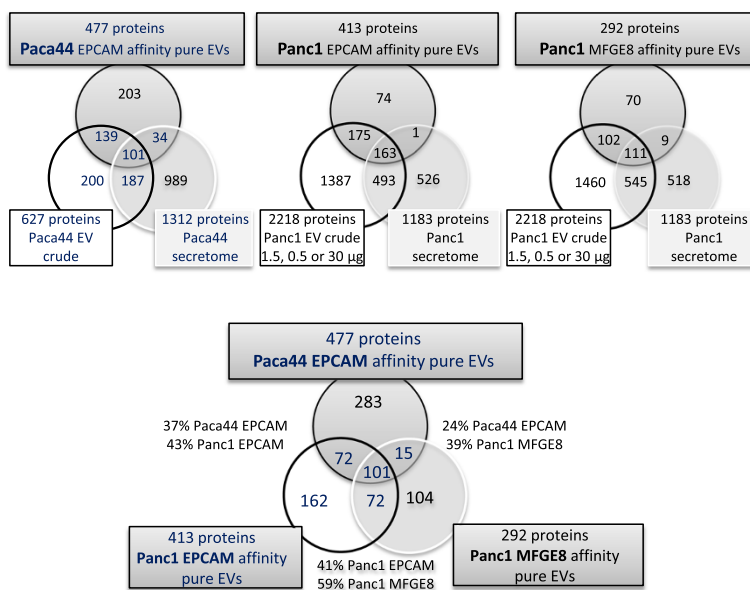 477 proteins
Paca44 EPCAM affinity pure EVs
203
139
34
101
200
187
989
627 proteins
Paca44 EV
crude
1312 proteins
Paca44
secretome
413 proteins
Panc1 EPCAM affinity pure EVs
74
175
1
163
1387
493
526
2218 proteins
Panc1 EV crude
1.5, 0.5 or 30 µg
1183 proteins
Panc1
secretome
292 proteins
Panc1 MFGE8 affinity pure EVs
70
102
9
111
1460
545
518
2218 proteins
Panc1 EV crude
1.5, 0.5 or 30 µg
1183 proteins
Panc1
secretome
477 proteins
Paca44 EPCAM affinity pure EVs
283
37% Paca44 EPCAM
43% Panc1 EPCAM
24% Paca44 EPCAM
39% Panc1 MFGE8
72
15
101
162
72
104
413 proteins
Panc1 EPCAM affinity
pure EVs
292 proteins
Panc1 MFGE8 affinity
pure EVs
41% Panc1 EPCAM
59% Panc1 MFGE8